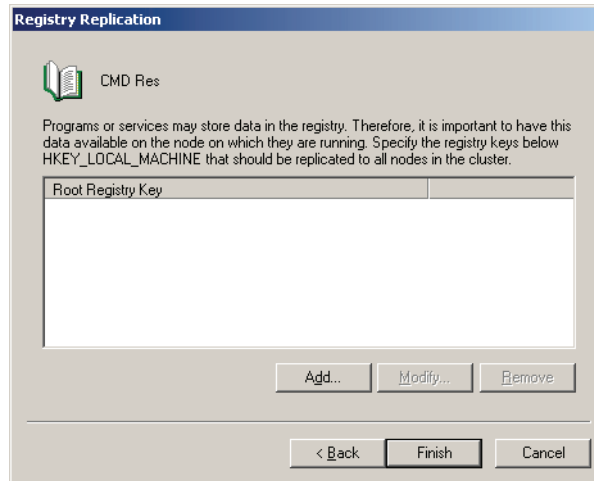 Registry Replication
CMD Res
Programs or services may store data in the registry. Therefore, it is important to have this
data available on the node on which they are running. Specify the registry keys below
HKEY_LOCAL_MACHINE that should be replicated to all nodes in the cluster.
Root Registry Key
Add... Modify... Remove
< Back Finish Cancel